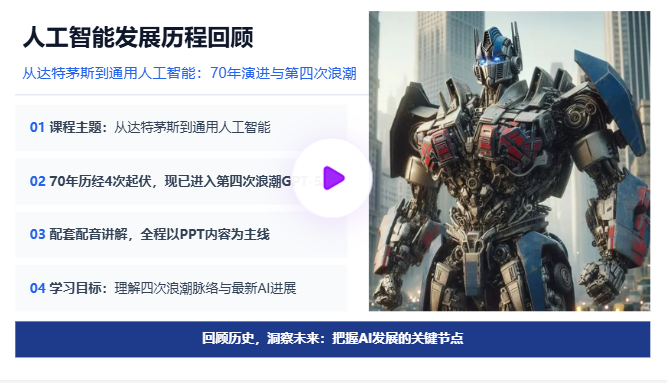 人工智能发展历程回顾
从达特茅斯到通用人工智能：70年演进与第四次浪潮
01 课程主题：从达特茅斯到通用人工智能
02 70年历经4次起伏，现已进入第四次浪潮
03 配套配音讲解，全程以PPT内容为主线
04 学习目标：理解四次浪潮脉络与最新AI进展
回顾历史，洞察未来：把握AI发展的关键节点